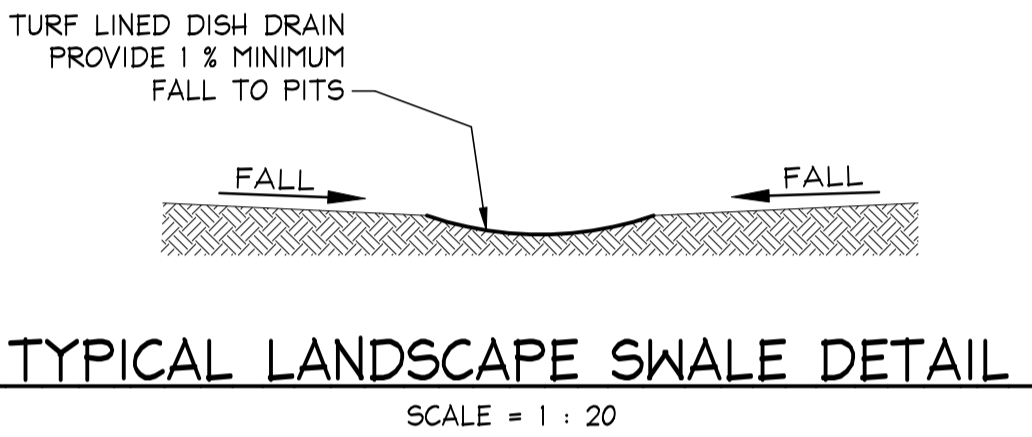 TURF LINED DISH DRAIN
PROVIDE 1 % MINIMUM
FALL TO PITS
FALL
FALL
TYPICAL LANDSCAPE SWALE DETAIL
SCALE = 1 : 20